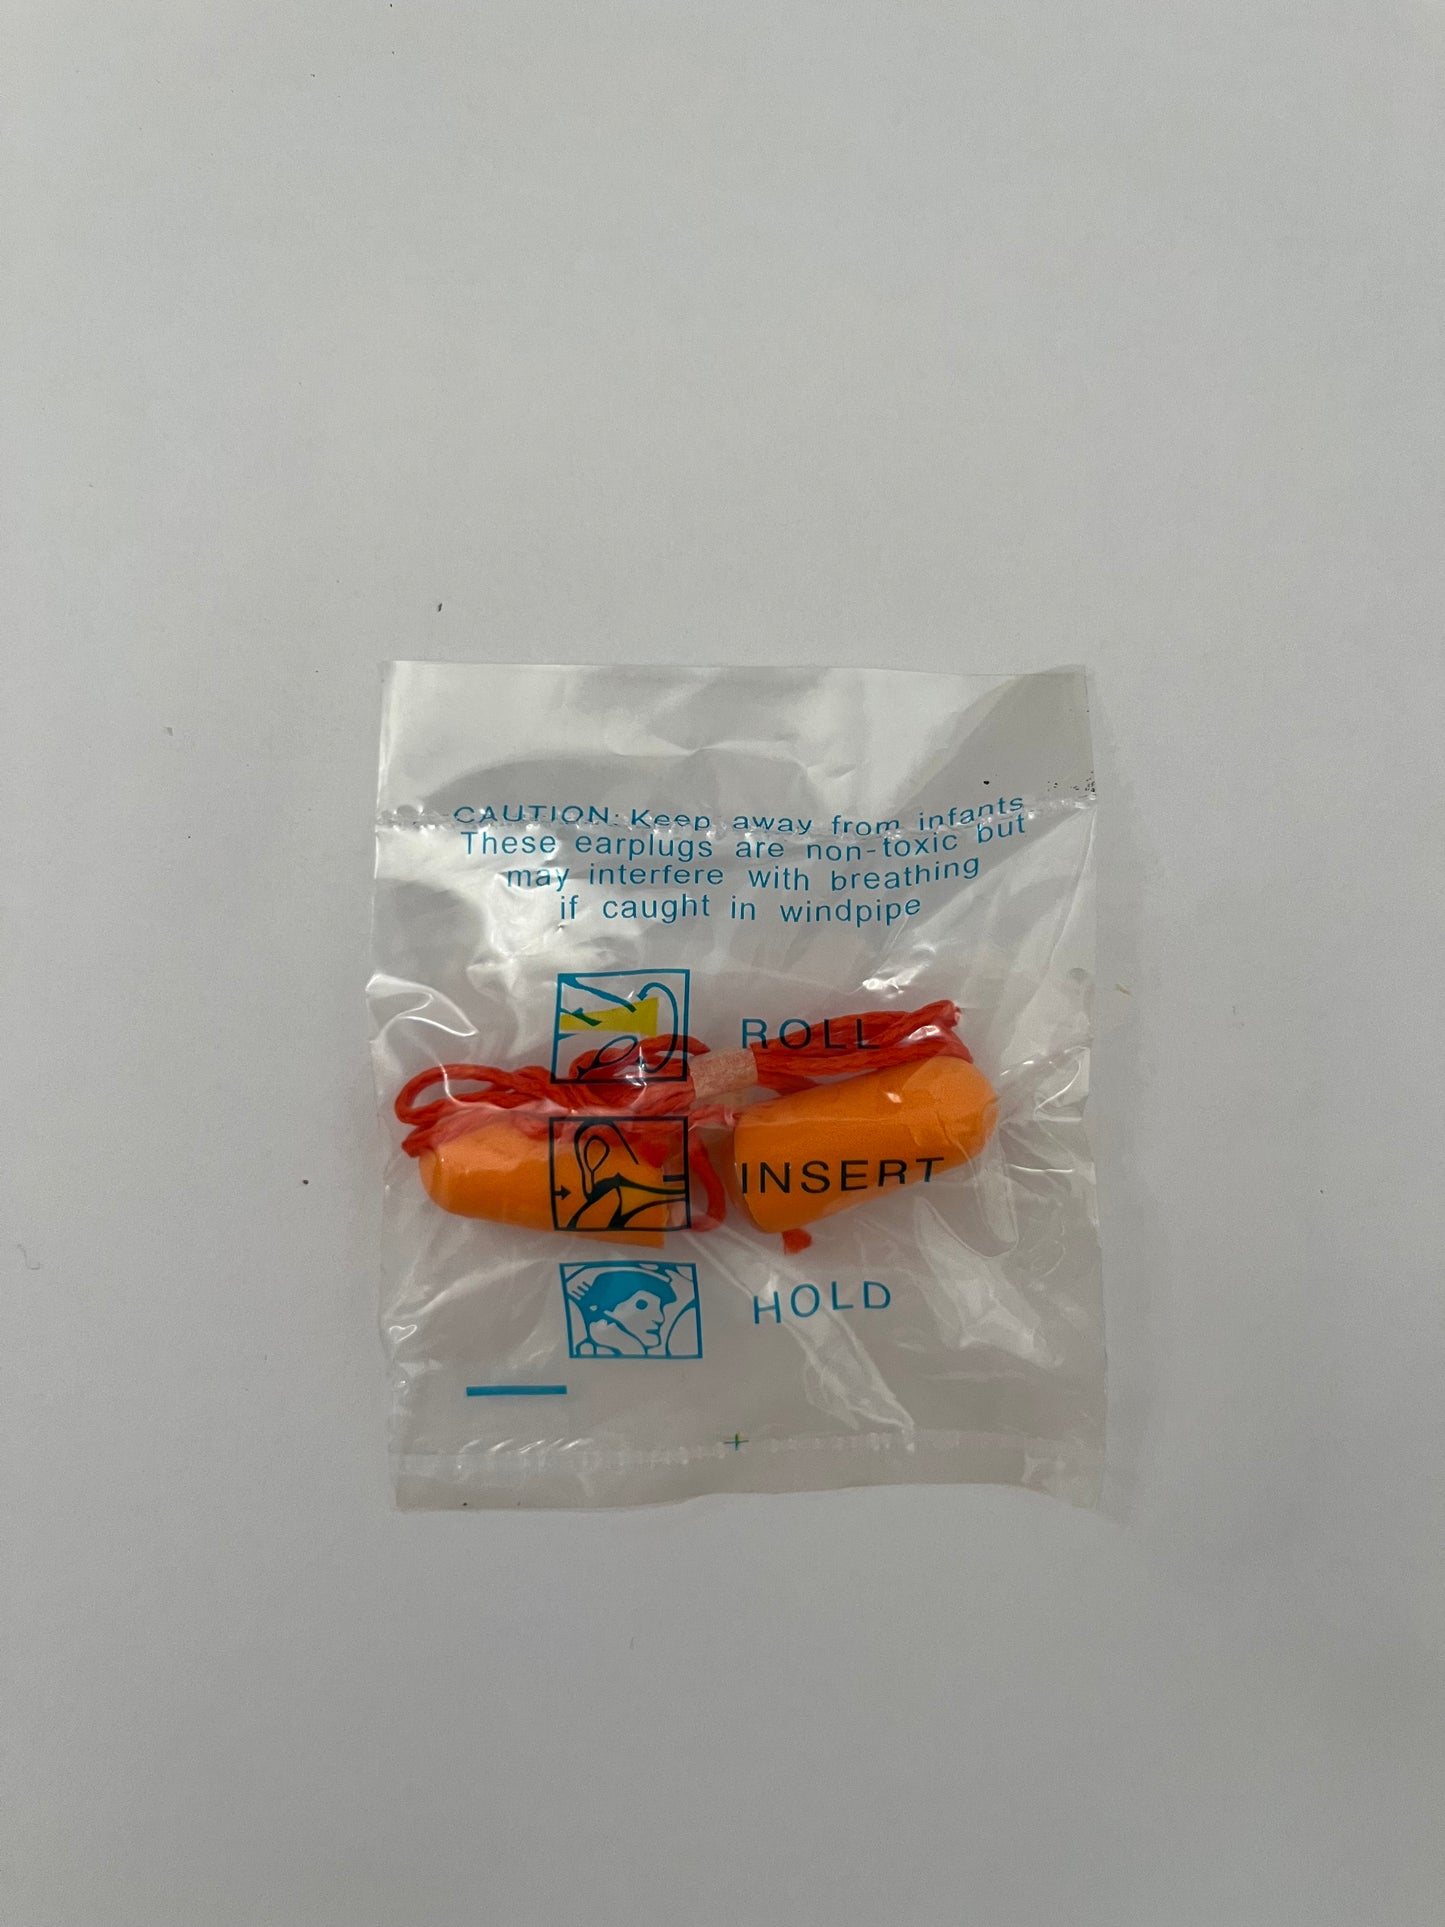 CAUTION: Keep away from infants
These earplugs are non-toxic but
may interfere with breathing
if caught in windpipe
ROLL
INSERT
HOLD